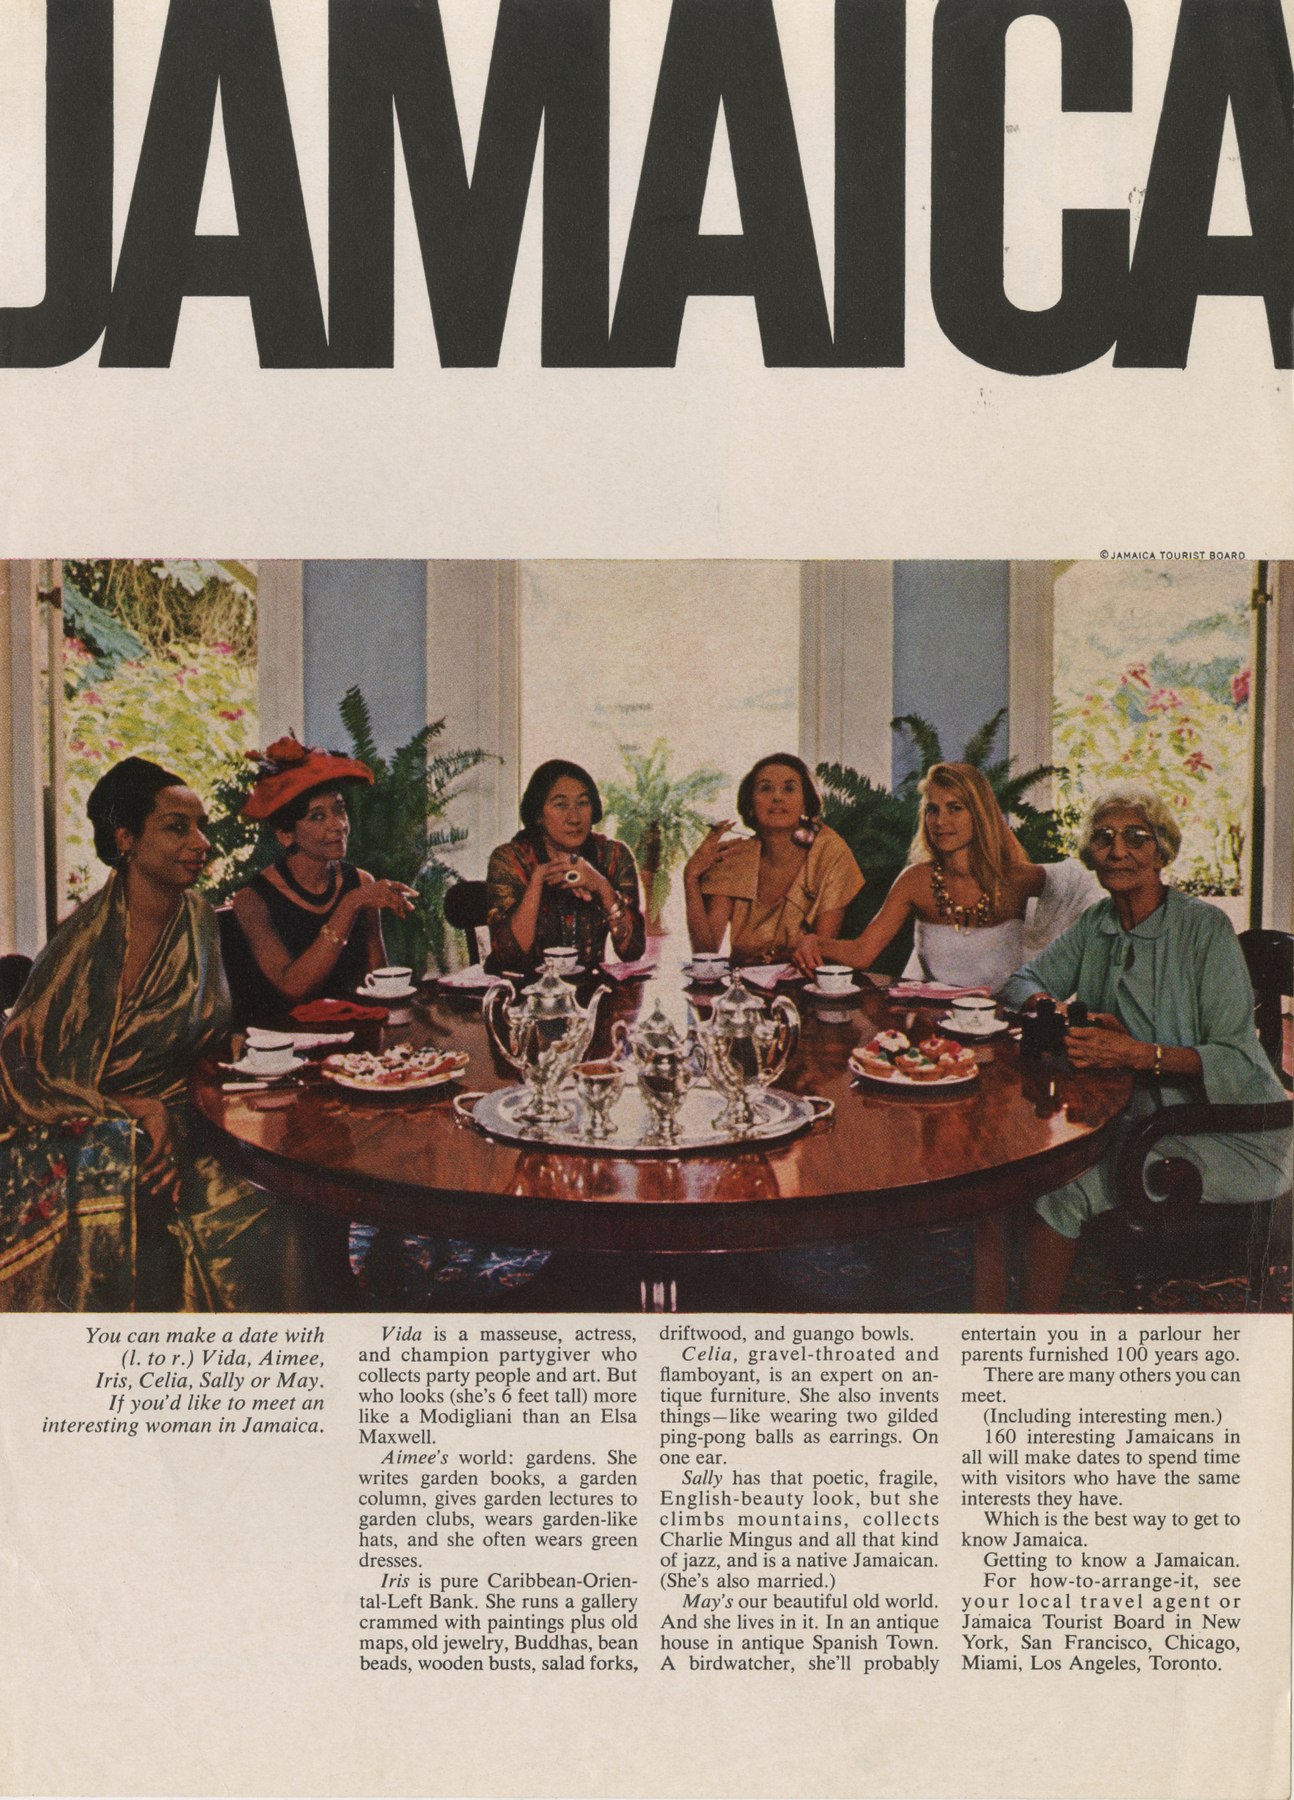 JAMAICA
©JAMAICA TOURIST BOARD
You can make a date with
(l. to r.) Vida, Aimee,
Iris, Celia, Sally or May.
If you'd like to meet an
interesting woman in Jamaica.
Vida is a masseuse, actress,
and champion partygiver who
collects party people and art. But
who looks (she's 6 feet tall) more
like a Modigliani than an Elsa
Maxwell.
Aimee's world: gardens. She
writes garden books, a garden
column, gives garden lectures to
garden clubs, wears garden-like
hats, and she often wears green
dresses.
Iris is pure Caribbean-Orien-
tal-Left Bank. She runs a gallery
crammed with paintings plus old
maps, old jewelry, Buddhas, bean
beads, wooden busts, salad forks,
driftwood, and guango bowls.
Celia, gravel-throated and
flamboyant, is an expert on an-
tique furniture. She also invents
things—like wearing two gilded
ping-pong balls as earrings. On
one ear.
Sally has that poetic, fragile,
English-beauty look, but she
climbs mountains, collects
Charlie Mingus and all that kind
of jazz, and is a native Jamaican.
(She's also married.)
May's our beautiful old world.
And she lives in it. In an antique
house in antique Spanish Town.
A birdwatcher, she'll probably
entertain you in a parlour her
parents furnished 100 years ago.
There are many others you can
meet.
(Including interesting men.)
160 interesting Jamaicans in
all will make dates to spend time
with visitors who have the same
interests they have.
Which is the best way to get to
know Jamaica.
Getting to know a Jamaican.
For how-to-arrange-it, see
your local travel agent or
Jamaica Tourist Board in New
York, San Francisco, Chicago,
Miami, Los Angeles, Toronto.